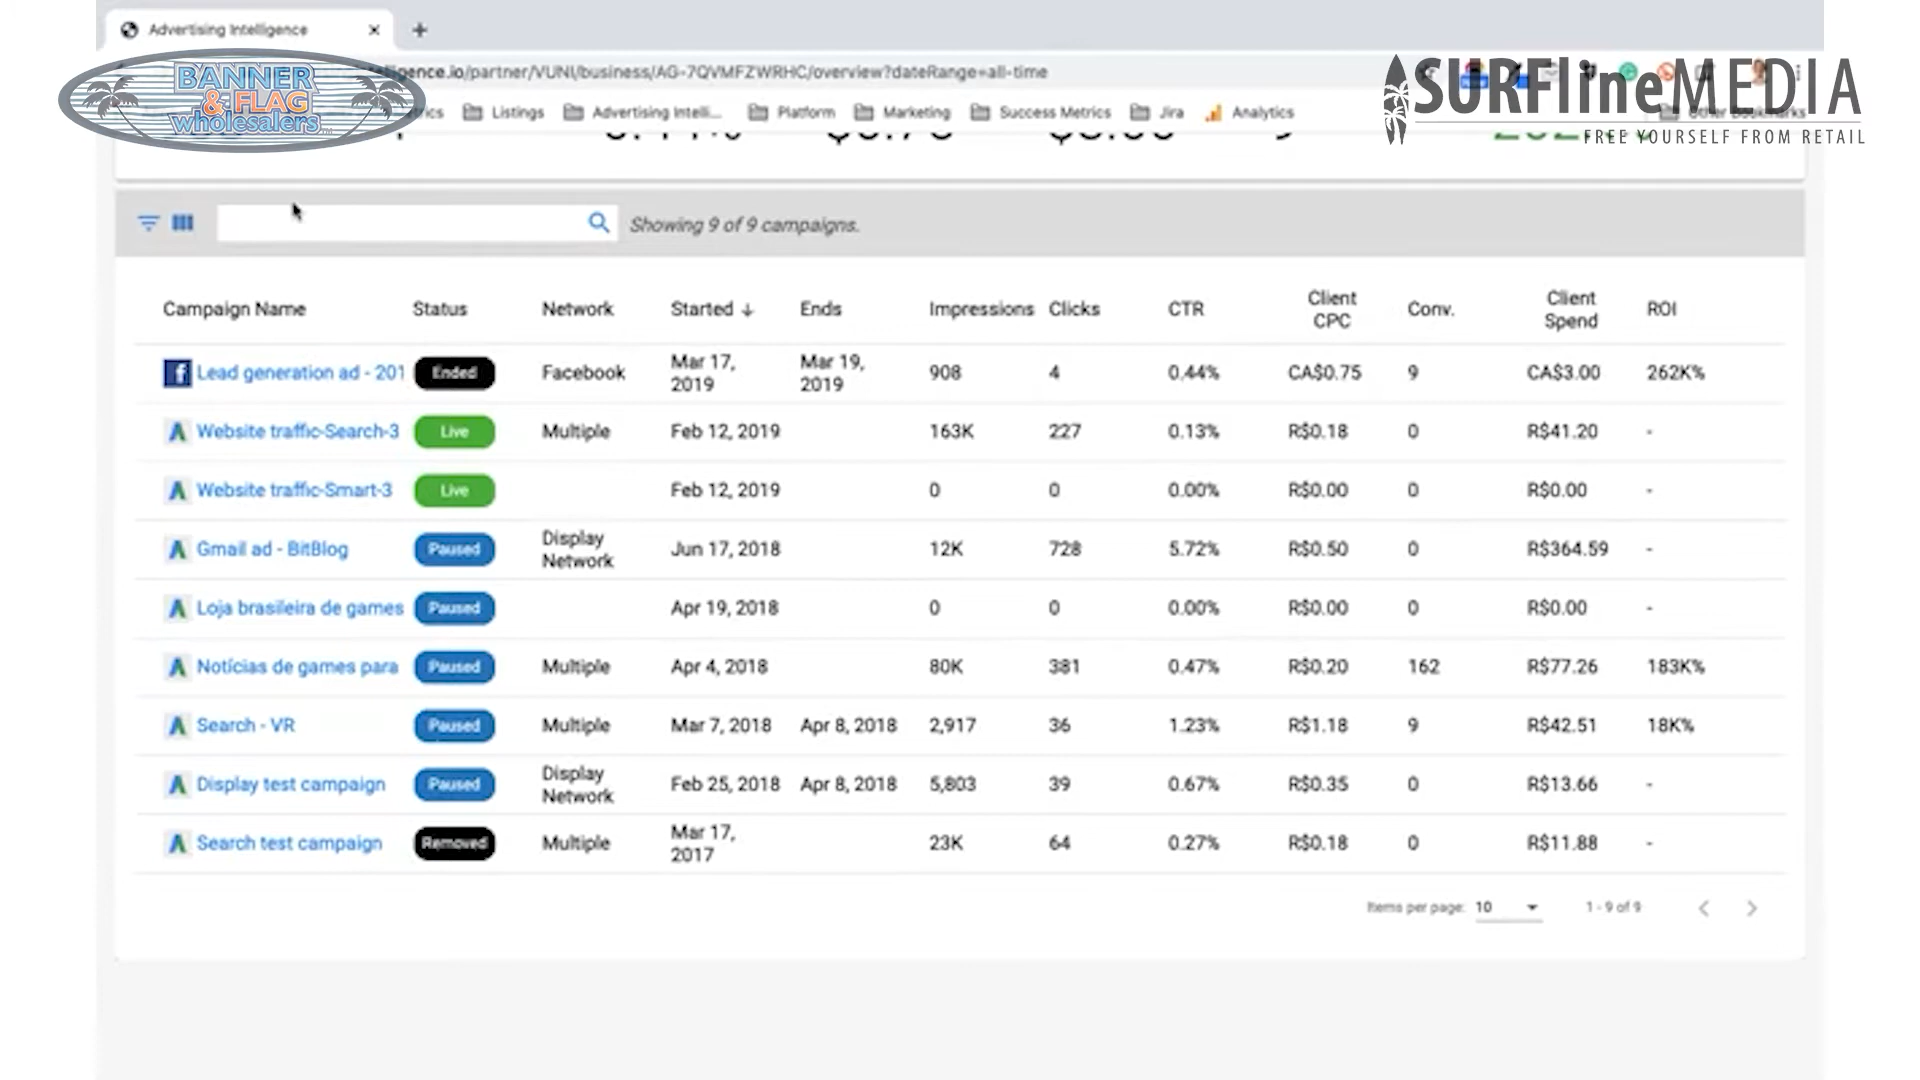 Advertising Intelligence
BANNER
& FLAG
wholesalers
SURFlineMEDIA
FREE YOURSELF FROM RETAIL
elligence.io/partner/VUNI/business/AG-7QVMFZWRHC/overview?dateRange=all-time
Listings Advertising Intelli... Platform Marketing Success Metrics Jira Analytics Other Bookmarks
Showing 9 of 9 campaigns.
Campaign Name Status Network Started ↓ Ends Impressions Clicks CTR Client CPC Conv. Client Spend ROI
Lead generation ad - 201 Ended Facebook Mar 17, 2019 Mar 19, 2019 908 4 0.44% CA$0.75 9 CA$3.00 262K%
Website traffic-Search-3 Live Multiple Feb 12, 2019 163K 227 0.13% R$0.18 0 R$41.20 -
Website traffic-Smart-3 Live Feb 12, 2019 0 0 0.00% R$0.00 0 R$0.00 -
Gmail ad - BitBlog Paused Display Network Jun 17, 2018 12K 728 5.72% R$0.50 0 R$364.59 -
Loja brasileira de games Paused Apr 19, 2018 0 0 0.00% R$0.00 0 R$0.00 -
Notícias de games para Paused Multiple Apr 4, 2018 80K 381 0.47% R$0.20 162 R$77.26 183K%
Search - VR Paused Multiple Mar 7, 2018 Apr 8, 2018 2,917 36 1.23% R$1.18 9 R$42.51 18K%
Display test campaign Paused Display Network Feb 25, 2018 Apr 8, 2018 5,803 39 0.67% R$0.35 0 R$13.66 -
Search test campaign Removed Multiple Mar 17, 2017 23K 64 0.27% R$0.18 0 R$11.88 -
Items per page: 10 1 - 9 of 9